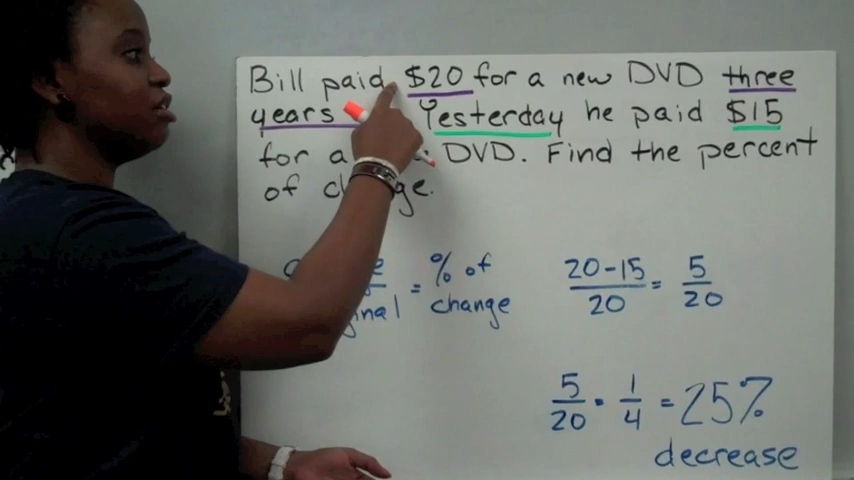 Bill paid $20 for a new DVD three
years Yesterday he paid $15
for a DVD. Find the percent
of change.
= % of change
20-15/20 = 5/20
5/20 · 1/4 = 25%
decrease